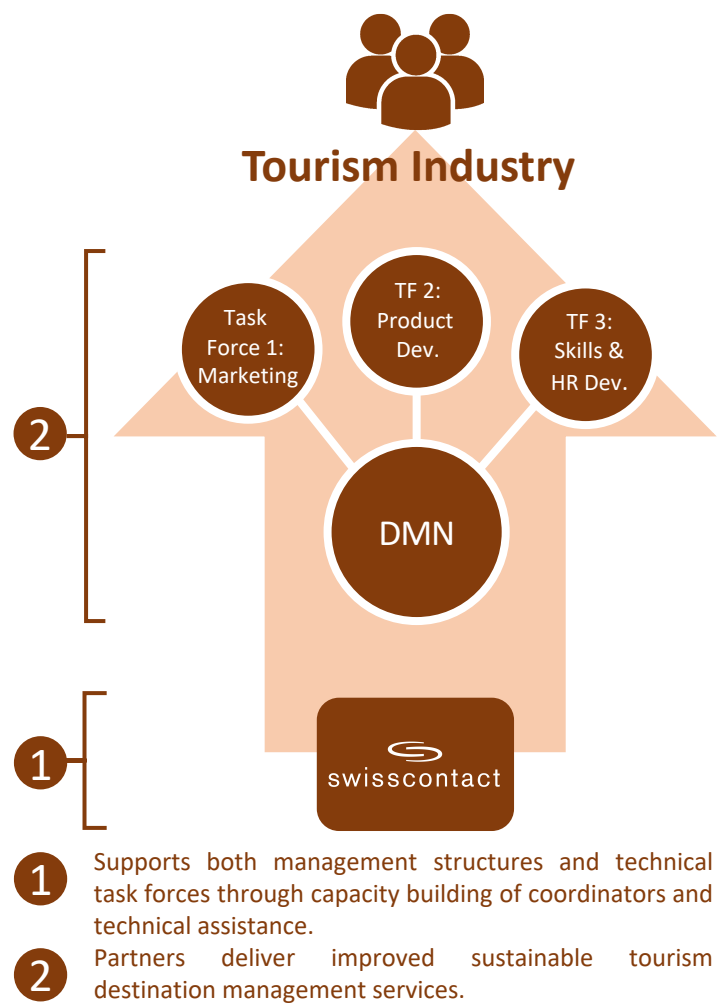 Tourism Industry
Task
Force 1:
Marketing
TF 2:
Product
Dev.
TF 3:
Skills &
HR Dev.
2
DMN
1
swisscontact
1
Supports both management structures and technical
task forces through capacity building of coordinators and
technical assistance.
2
Partners deliver improved sustainable tourism
destination management services.